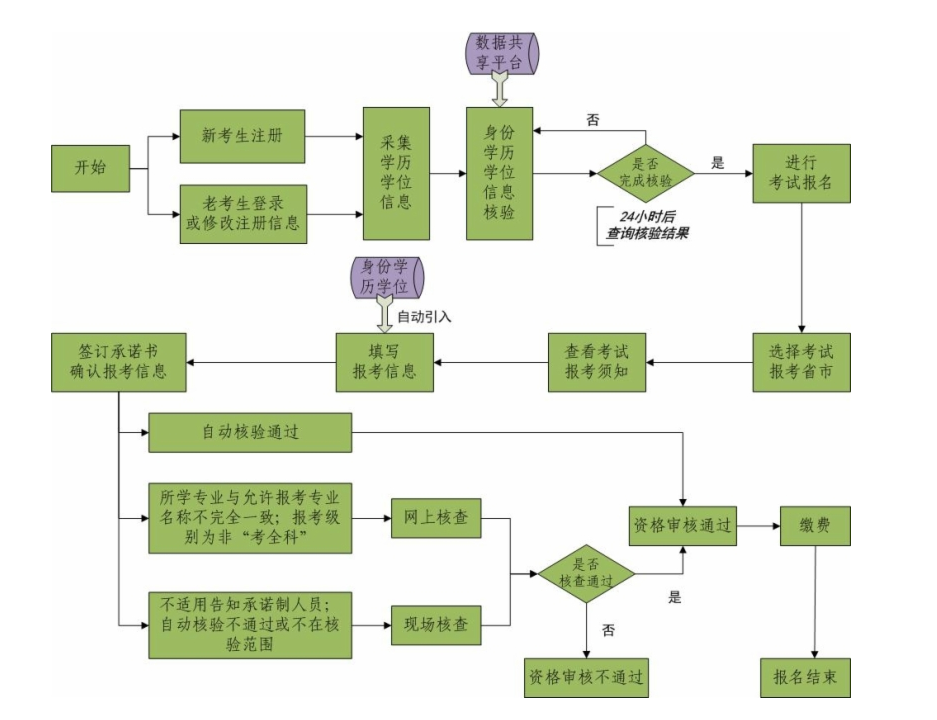 数据共
享平台
开始
新考生注册
老考生登录
或修改注册信息
采集
学历
学位
信息
身份
学历
学位
信息
核验
否
是否
完成核验
24小时后
查询核验结果
是
进行
考试报名
身份学
历学位
自动引入
签订承诺书
确认报考信息
填写
报考信息
查看考试
报考须知
选择考试
报考省市
自动核验通过
所学专业与允许报考专业
名称不完全一致；报考级
别为非“考全科”
网上核查
不适用告知承诺制人员；
自动核验不通过或不在核
验范围
现场核查
是否
核查通过
是
否
资格审核通过
缴费
资格审核不通过
报名结束